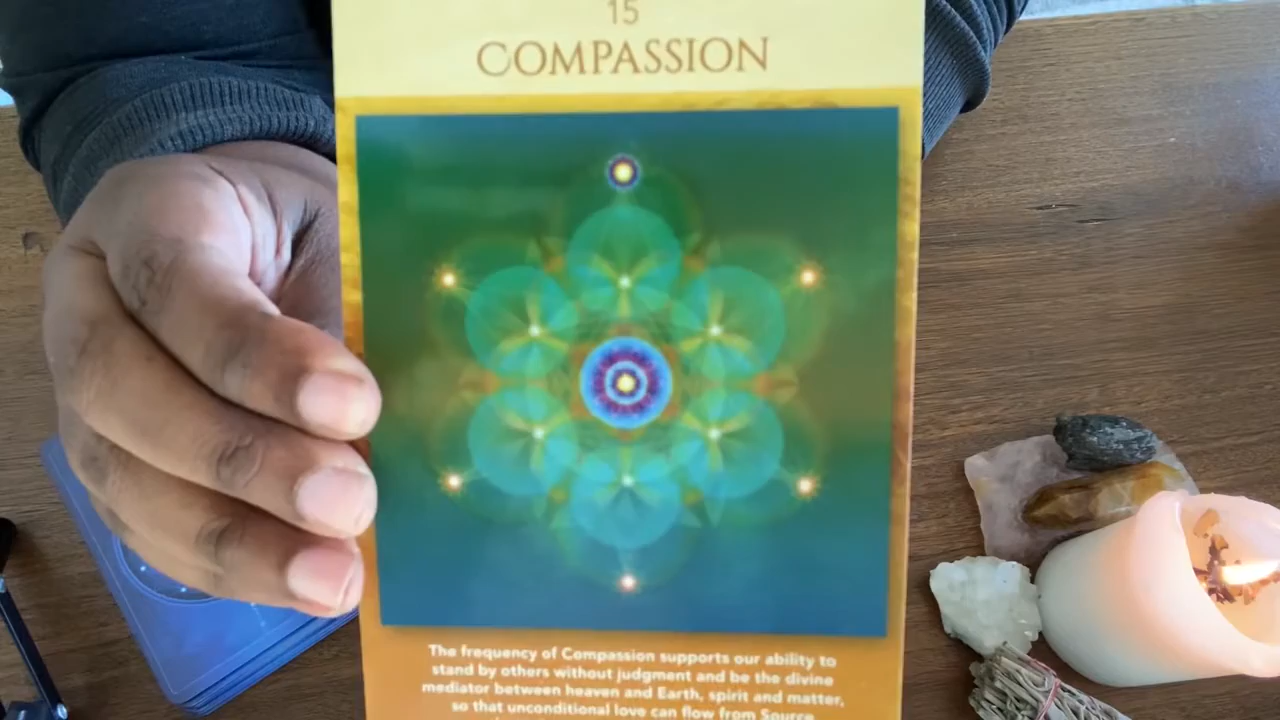 15
COMPASSION
The frequency of Compassion supports our ability to
stand by others without judgment and be the divine
mediator between heaven and Earth, spirit and matter,
so that unconditional love can flow from Source